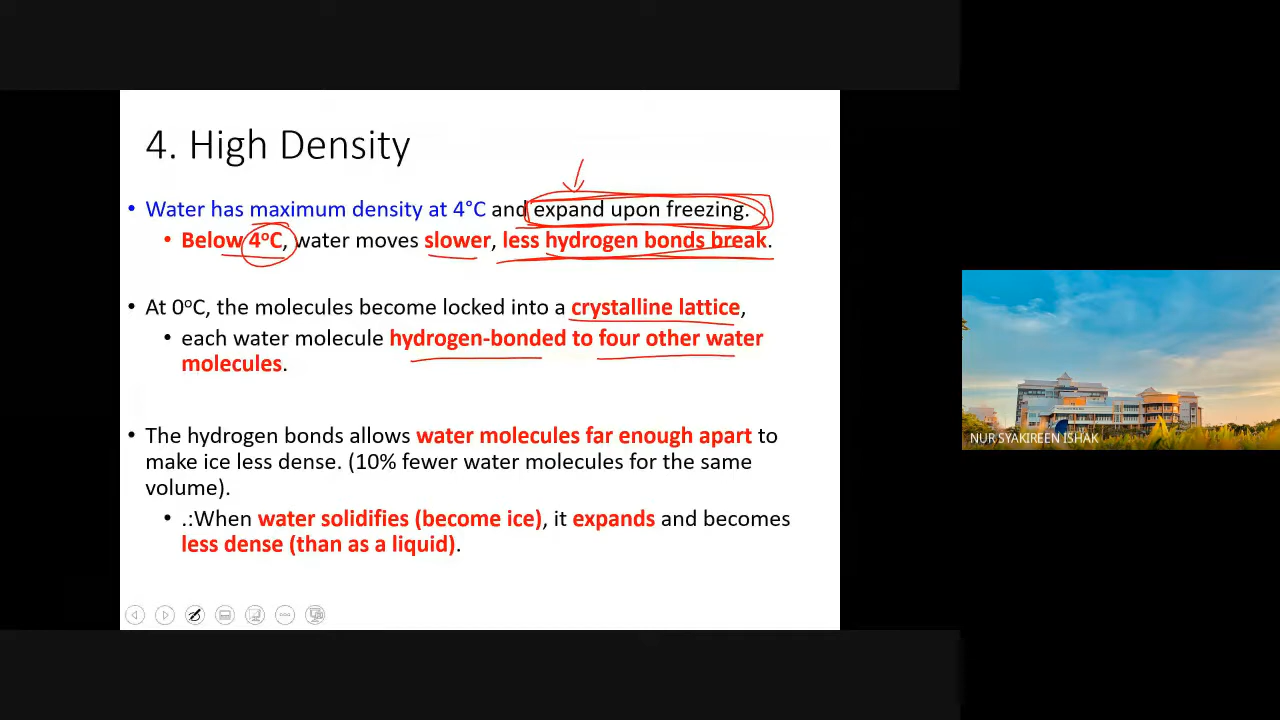 4. High Density
• Water has maximum density at 4°C and expand upon freezing.
• Below 4ºC, water moves slower, less hydrogen bonds break.
• At 0ºC, the molecules become locked into a crystalline lattice,
• each water molecule hydrogen-bonded to four other water
molecules.
• The hydrogen bonds allows water molecules far enough apart to
make ice less dense. (10% fewer water molecules for the same
volume).
• .:When water solidifies (become ice), it expands and becomes
less dense (than as a liquid).
NUR SYAKIREEN ISHAK